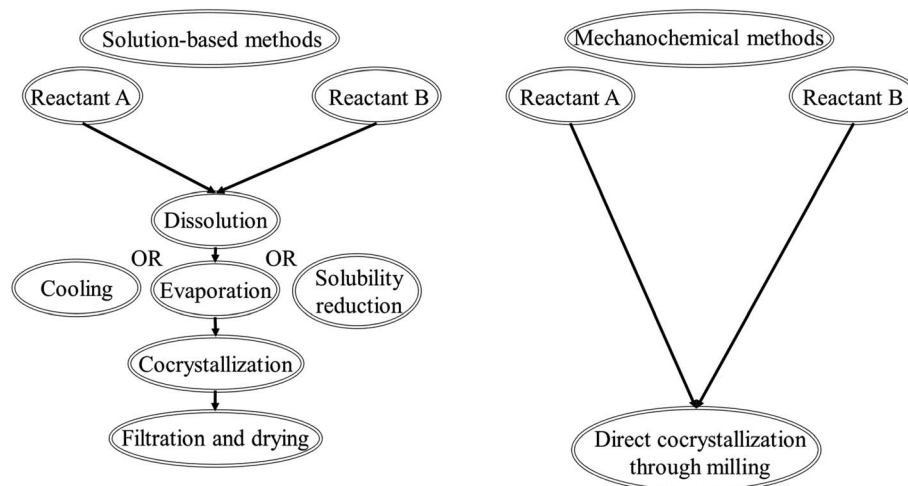 Solution-based methods
Reactant A
Reactant B
Dissolution
OR
OR
Cooling
Evaporation
Solubility
reduction
Cocrystallization
Filtration and drying
Mechanochemical methods
Reactant A
Reactant B
Direct cocrystallization
through milling